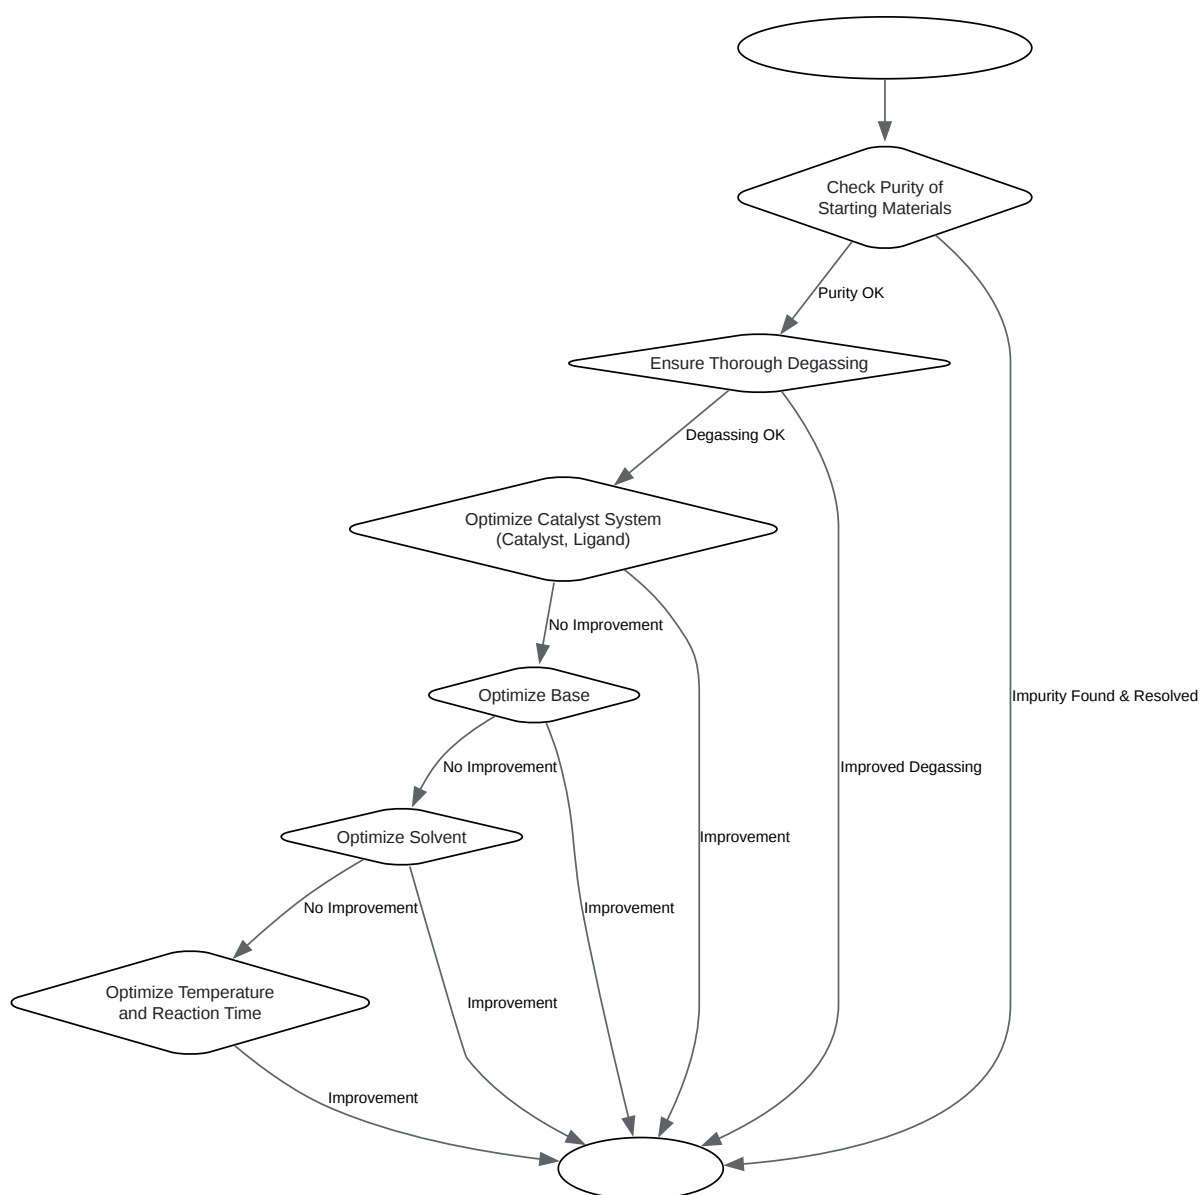 Check Purity of
Starting Materials
Purity OK
Ensure Thorough Degassing
Degassing OK
Optimize Catalyst System
(Catalyst, Ligand)
No Improvement
Optimize Base
Impurity Found & Resolved
No Improvement
Improved Degassing
Optimize Solvent
Improvement
No Improvement
Improvement
Optimize Temperature
and Reaction Time
Improvement
Improvement